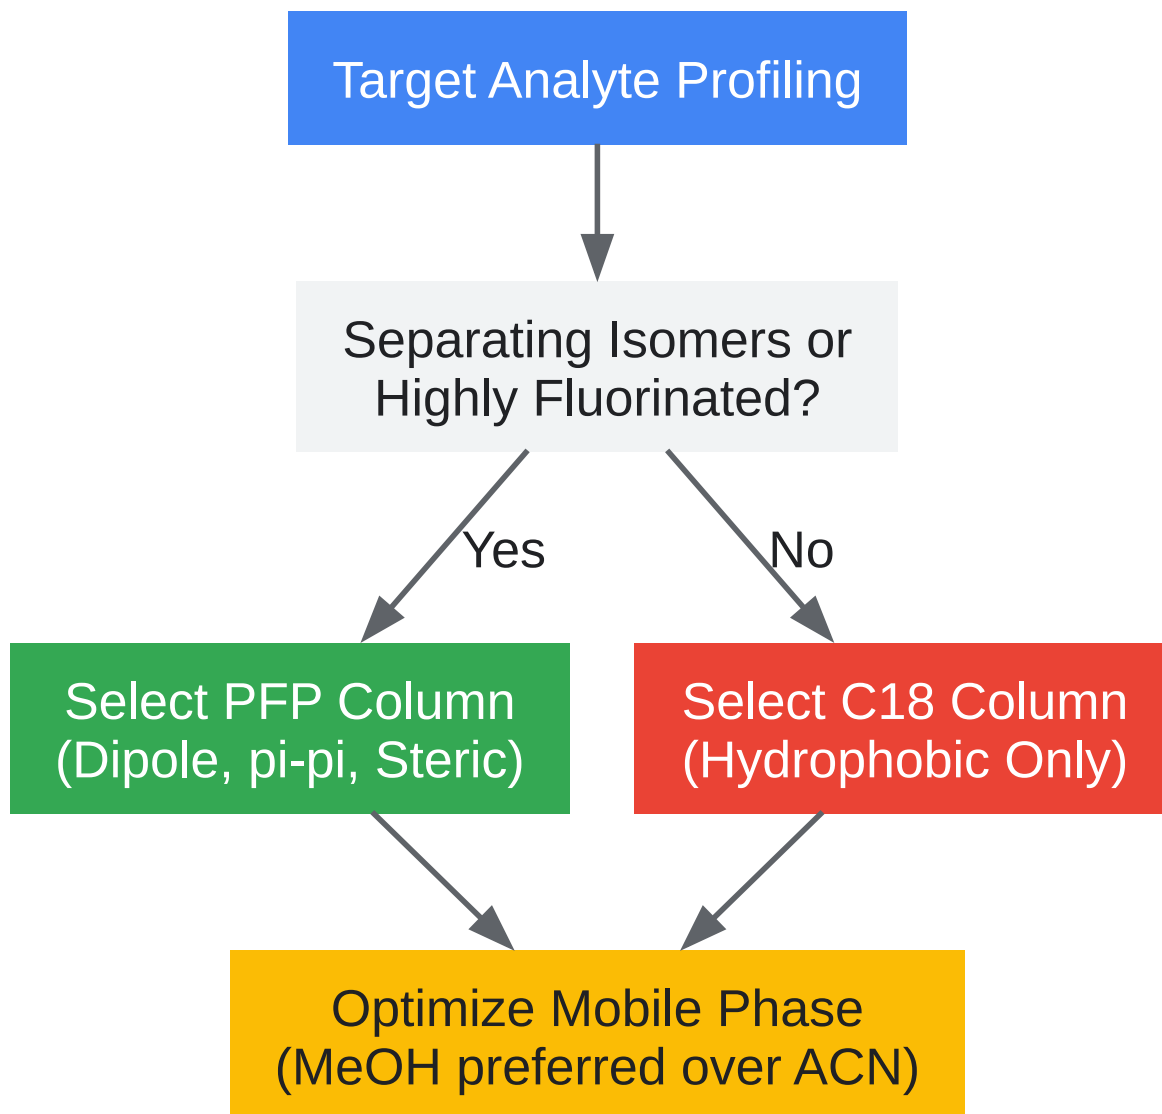 Target Analyte Profiling
Separating Isomers or
Highly Fluorinated?
Yes
No
Select PFP Column
(Dipole, pi-pi, Steric)
Select C18 Column
(Hydrophobic Only)
Optimize Mobile Phase
(MeOH preferred over ACN)